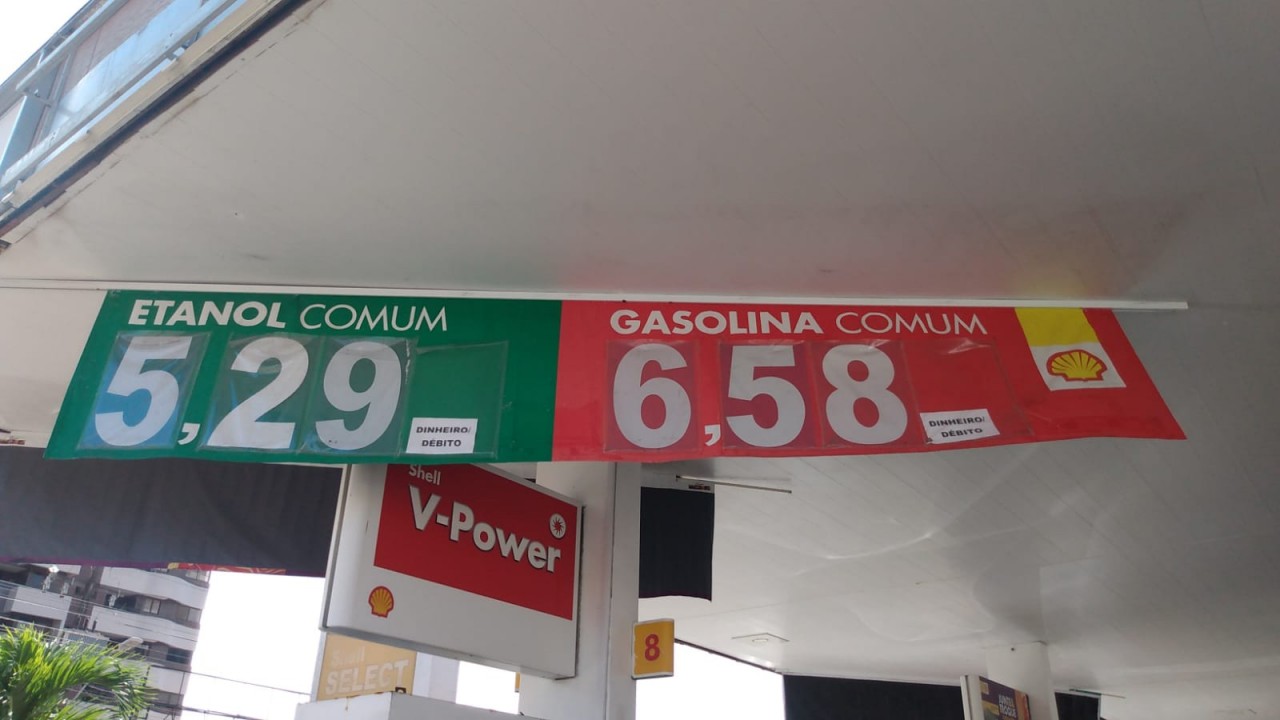 ETANOL COMUM
5,29
DINHEIRO/
DÉBITO
GASOLINA COMUM
6,58
DINHEIRO/
DÉBITO
Shell
V-Power
8
SELECT